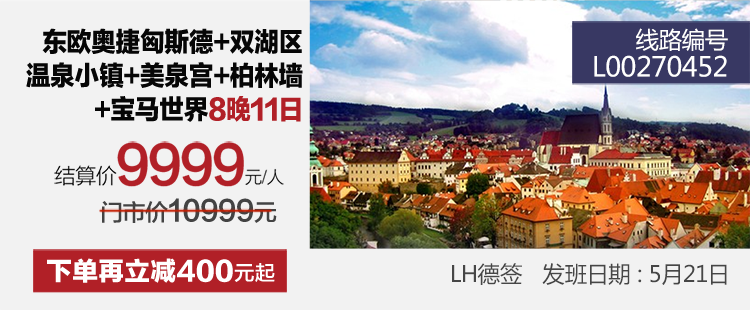 东欧奥捷匈斯德+双湖区
温泉小镇+美泉宫+柏林墙
+宝马世界8晚11日
结算价9999元/人
门市价10999元
下单再立减400元起
线路编号
L00270452
LH德签 发班日期：5月21日